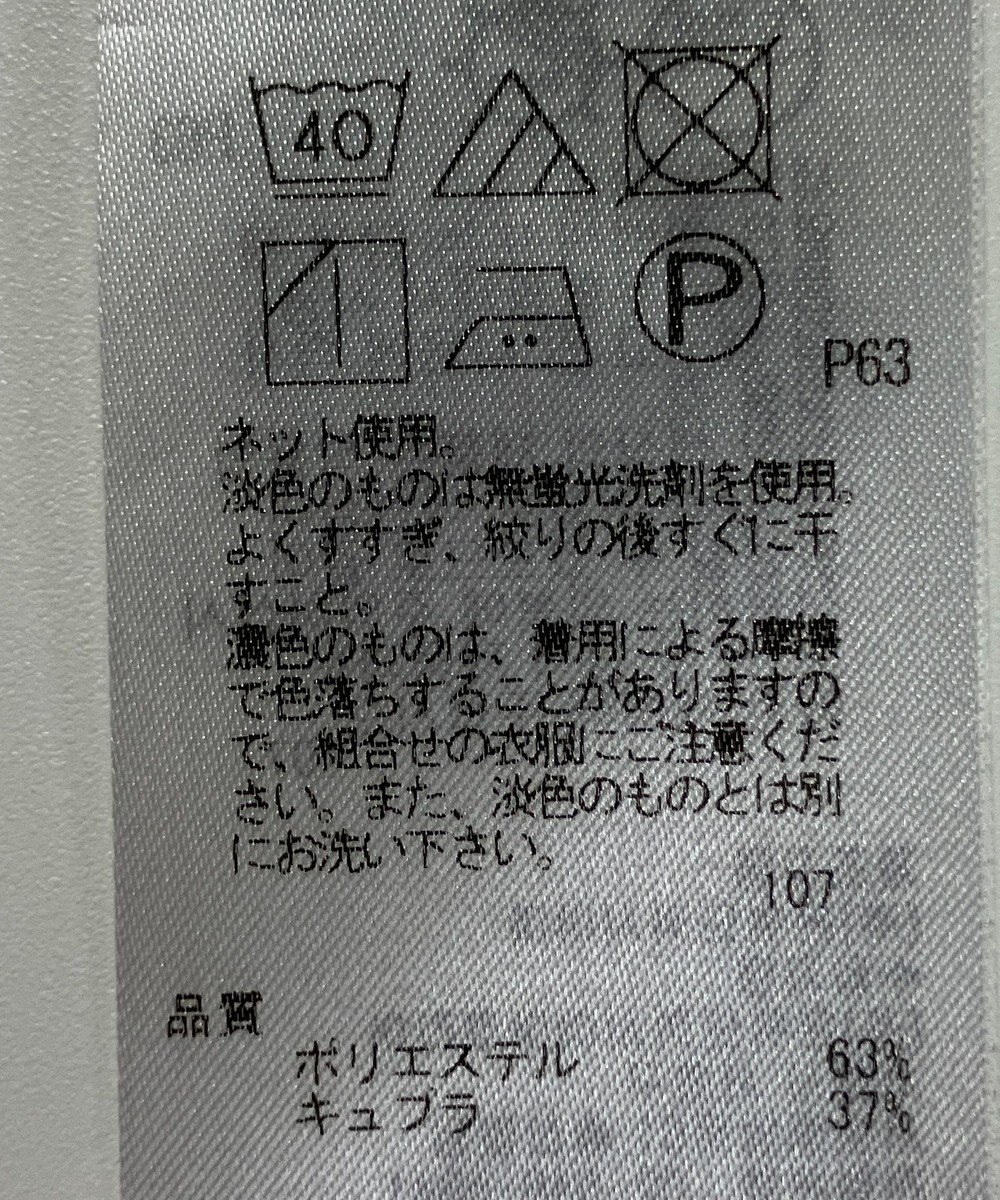 40
P
P63
ネット使用。
淡色のものは無蛍光洗剤を使用。
よくすすぎ、絞りの後すぐに干
すこと。
濃色のものは、着用による摩擦
で色落ちすることがありますの
で、組合せの衣服にご注意くだ
さい。また、淡色のものとは別
にお洗い下さい。
107
品質
ポリエステル 63%
キュプラ 37%